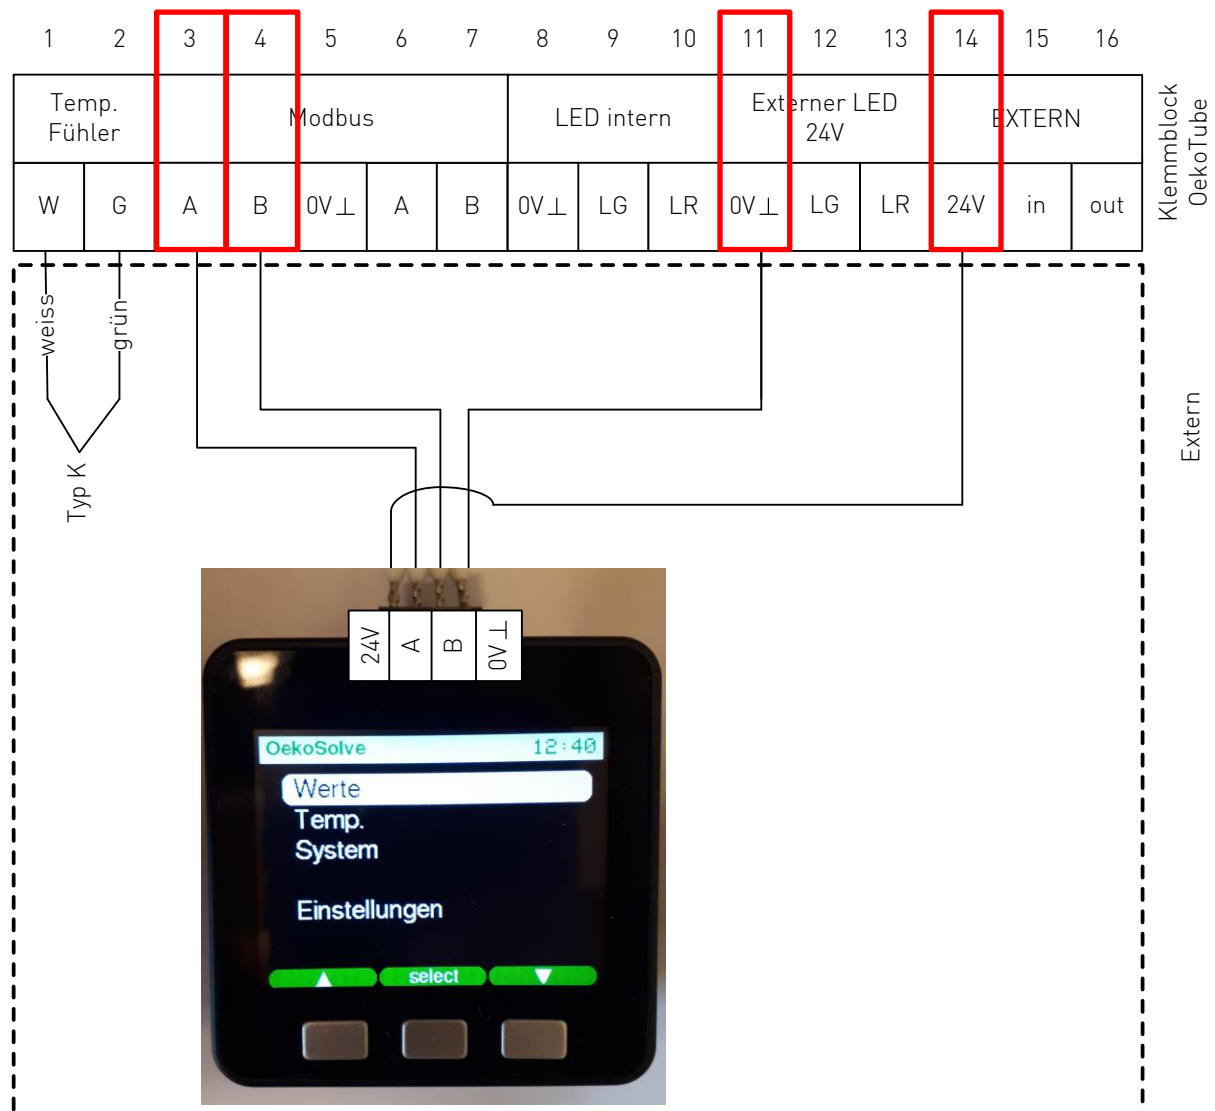 1 2 3 4 5 6 7 8 9 10 11 12 13 14 15 16
Temp.
Fühler
Modbus
LED intern
Externer LED
24V
EXTERN
W G A B 0V⊥ A B 0V⊥ LG LR 0V⊥ LG LR 24V in out
Klemmblock
OekoTube
weiss
grün
Typ K
Extern
24V A B 0V⊥
OekoSolve 12:40
Werte
Temp.
System
Einstellungen
▲ select ▼